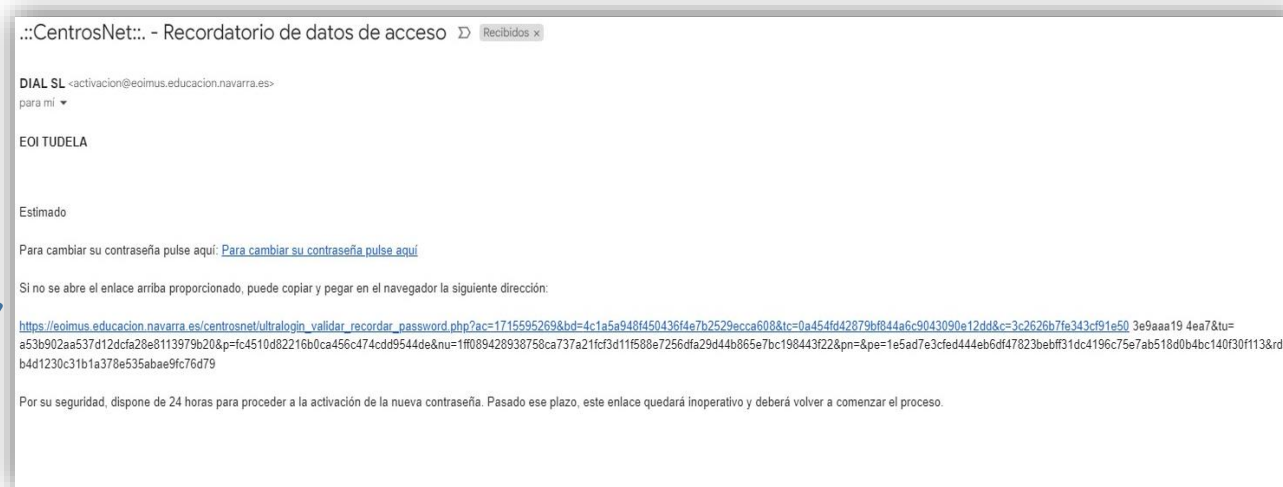 .::CentrosNet::. - Recordatorio de datos de acceso Recibidos x
DIAL SL <activacion@eoimus.educacion.navarra.es>
para mí
EOI TUDELA
Estimado
Para cambiar su contraseña pulse aquí: Para cambiar su contraseña pulse aquí
Si no se abre el enlace arriba proporcionado, puede copiar y pegar en el navegador la siguiente dirección:
https://eoimus.educacion.navarra.es/centrosnet/ultralogin_validar_recordar_password.php?ac=1715595269&bd=4c1a5a948f450436f4e7b2529ecca608&tc=0a454fd42879bf844a6c9043090e12dd&c=3c2626b7fe343cf91e50 3e9aaa19 4ea7&tu=
a53b902aa537d12dcfa28e8113979b20&p=fc4510d82216b0ca456c474cdd9544de&nu=1ff089428938758ca737a21fcf3d11f588e7256dfa29d44b865e7bc198443f22&pn=&pe=1e5ad7e3cfed444eb6df47823bebff31dc4196c75e7ab518d0b4bc140f30f113&rd
b4d1230c31b1a378e535abae9fc76d79
Por su seguridad, dispone de 24 horas para proceder a la activación de la nueva contraseña. Pasado ese plazo, este enlace quedará inoperativo y deberá volver a comenzar el proceso.